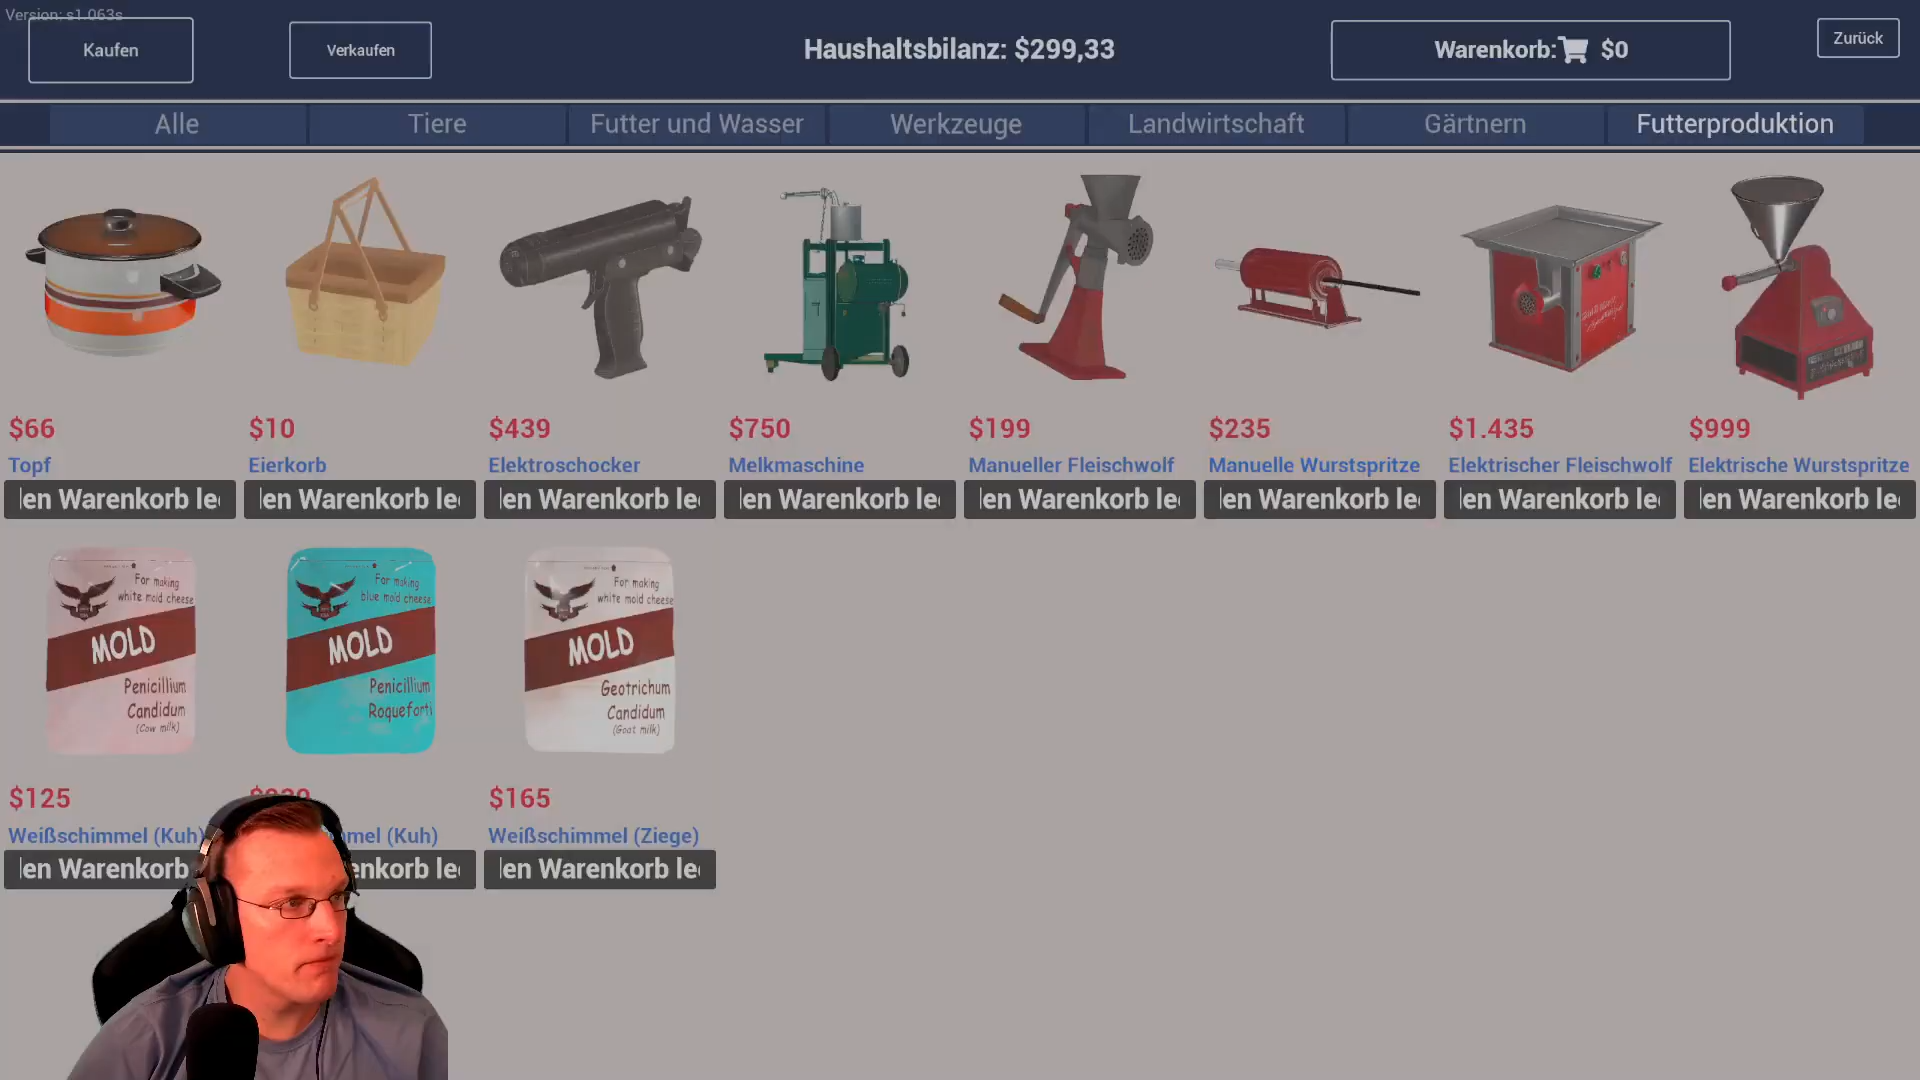 Version: s1.063s
Kaufen
Verkaufen
Haushaltsbilanz: $299,33
Warenkorb: $0
Zurück
Alle
Tiere
Futter und Wasser
Werkzeuge
Landwirtschaft
Gärtnern
Futterproduktion
$66
$10
$439
$750
$199
$235
$1.435
$999
Topf
Eierkorb
Elektroschocker
Melkmaschine
Manueller Fleischwolf
Manuelle Wurstspritze
Elektrischer Fleischwolf
Elektrische Wurstspritze
len Warenkorb le
len Warenkorb le
len Warenkorb le
len Warenkorb le
len Warenkorb le
len Warenkorb le
len Warenkorb le
len Warenkorb le
For making
white mold cheese
MOLD
Penicillium
Candidum
(Cow milk)
For making
blue mold cheese
MOLD
Penicillium
Roqueforti
For making
white mold cheese
MOLD
Geotrichum
Candidum
(Goat milk)
$125
$165
Weißschimmel (Kuh)
mel (Kuh)
Weißschimmel (Ziege)
len Warenkorb
enkorb le
len Warenkorb le